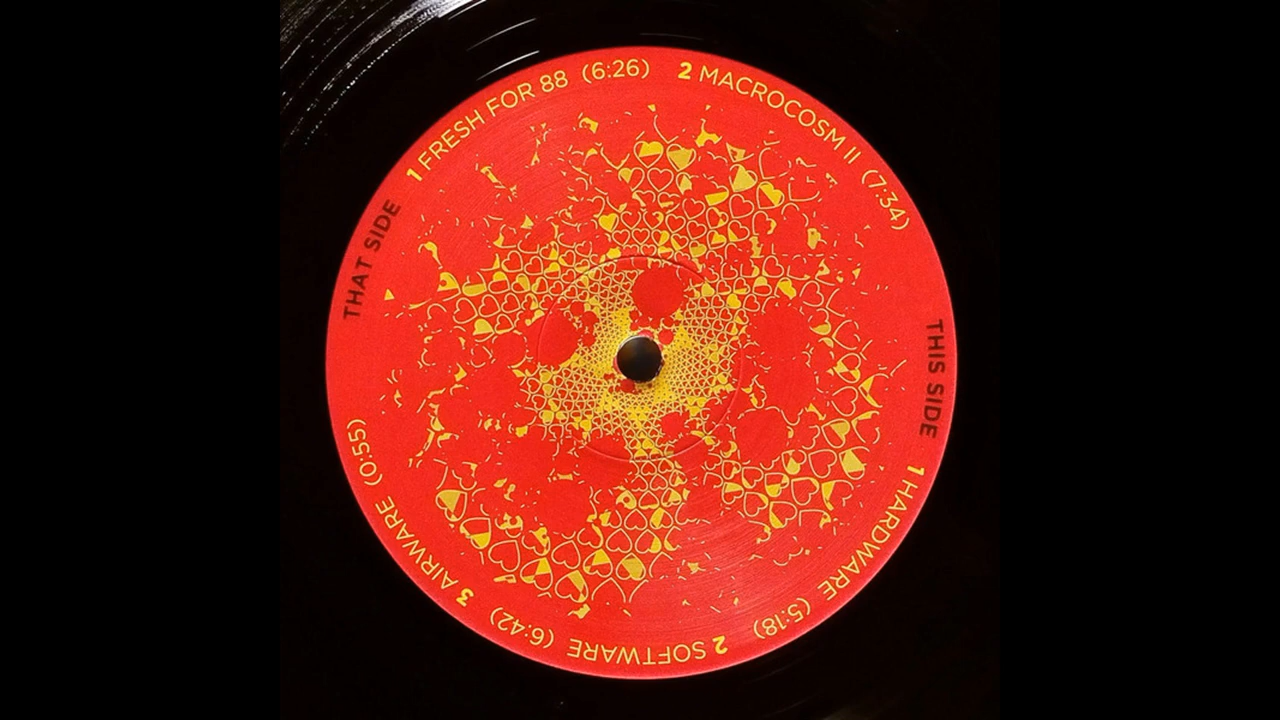 THAT SIDE
1 FRESH FOR 88 (6:26)
2 MACROCOSM II (7:34)
THIS SIDE
1 HARDWARE (5:18)
2 SOFTWARE (6:42)
3 AIRWARE (0:55)